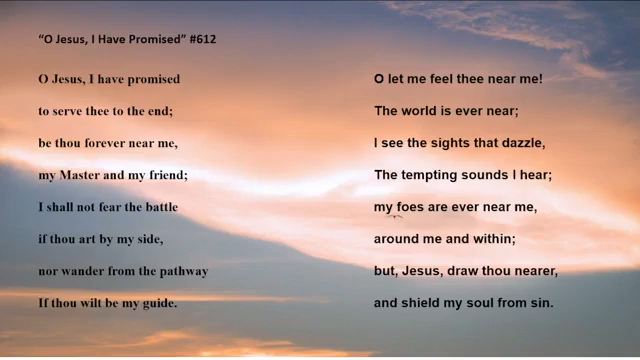 “O Jesus, I Have Promised” #612
O Jesus, I have promised
to serve thee to the end;
be thou forever near me,
my Master and my friend;
I shall not fear the battle
if thou art by my side,
nor wander from the pathway
If thou wilt be my guide.
O let me feel thee near me!
The world is ever near;
I see the sights that dazzle,
The tempting sounds I hear;
my foes are ever near me,
around me and within;
but, Jesus, draw thou nearer,
and shield my soul from sin.